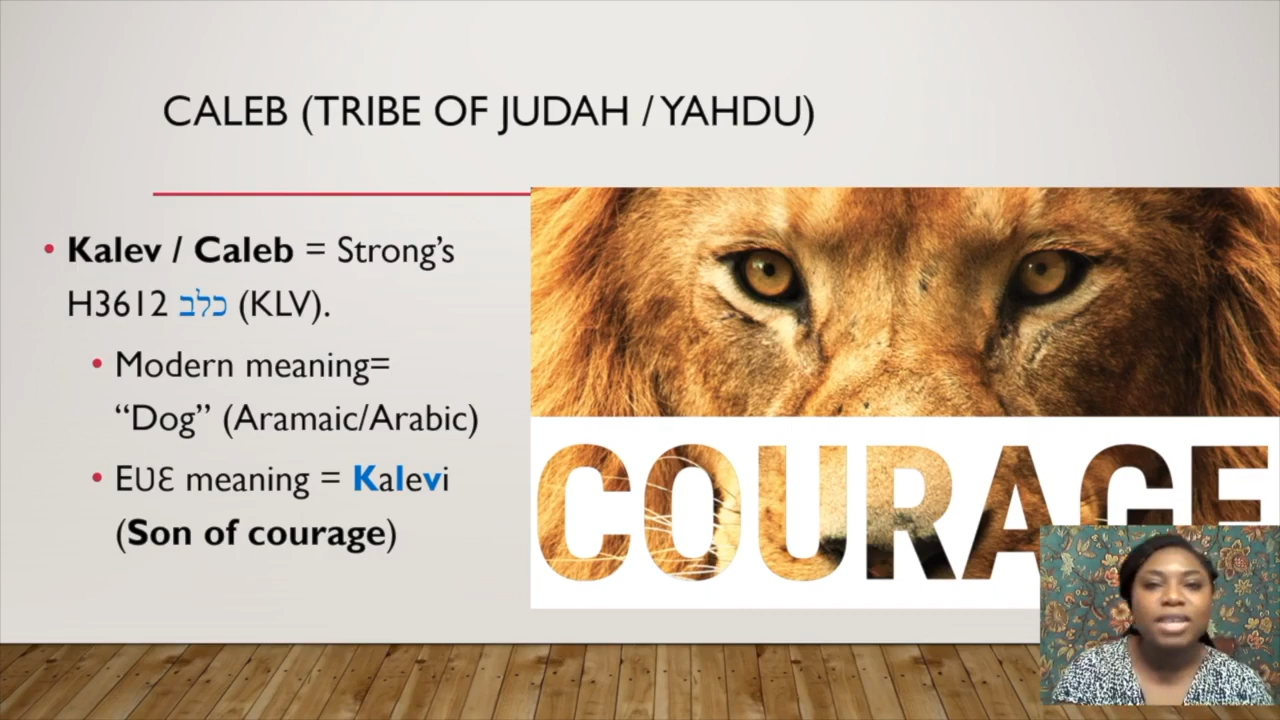 CALEB (TRIBE OF JUDAH / YAHDU)
• Kalev / Caleb = Strong’s
H3612 כלב (KLV).
• Modern meaning=
“Dog” (Aramaic/Arabic)
• EƲƐ meaning = Kalevi
(Son of courage)
COURAGE